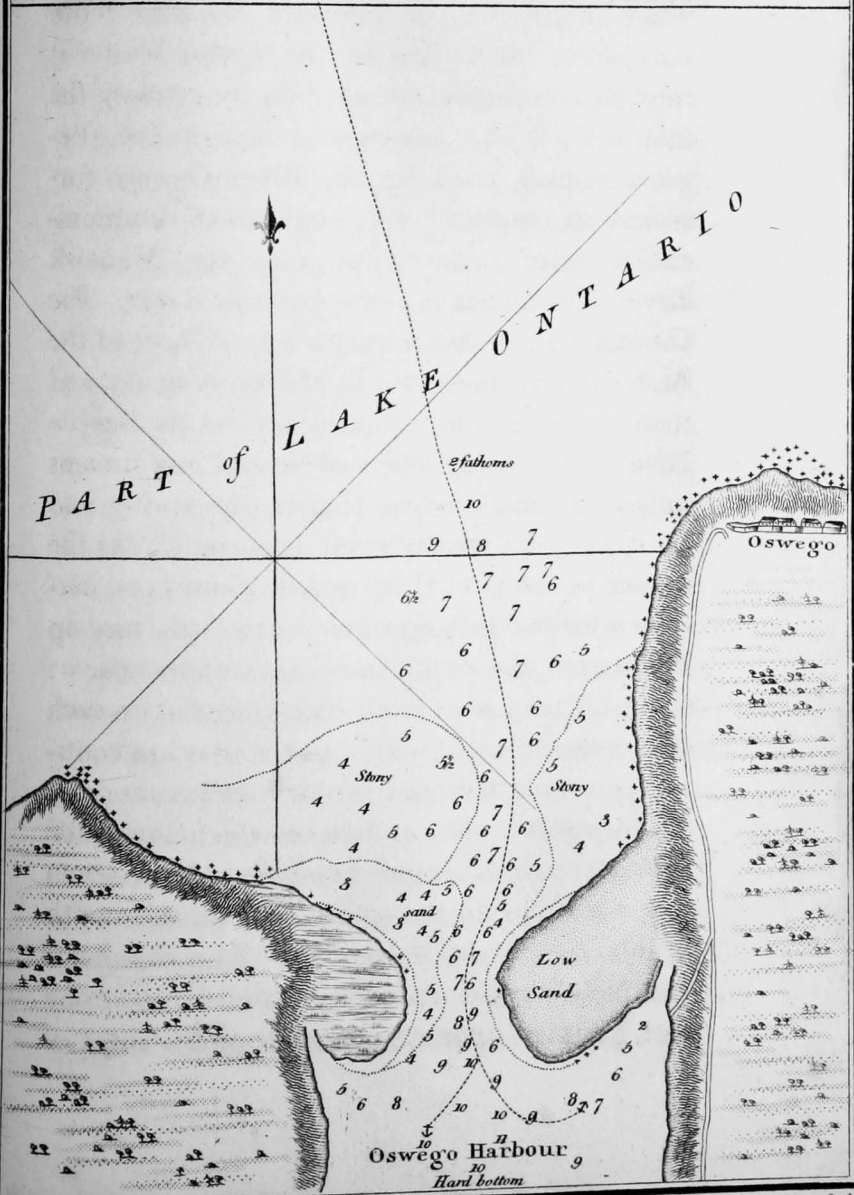 PART of LAKE ONTARIO
2 fathoms
10
9 8 7
Oswego
7 7 7
6
6½ 7 7
6 5
6 7 6
6 6 5
5 7 6
4 5½ 5
Stony 6 Stony
4 4 6 7 3
5 6 6 6
4 7 4
6 6 5
3
4 4 5 6 6
sand 5
3 4 5 6 6 4
6 7 Low
5 7 6 Sand
4 8 9 2
5 9 6 5
4 9 10
9 6
5 6 8 10 10 9 8 7
10 11
Oswego Harbour
10 9
Hard bottom